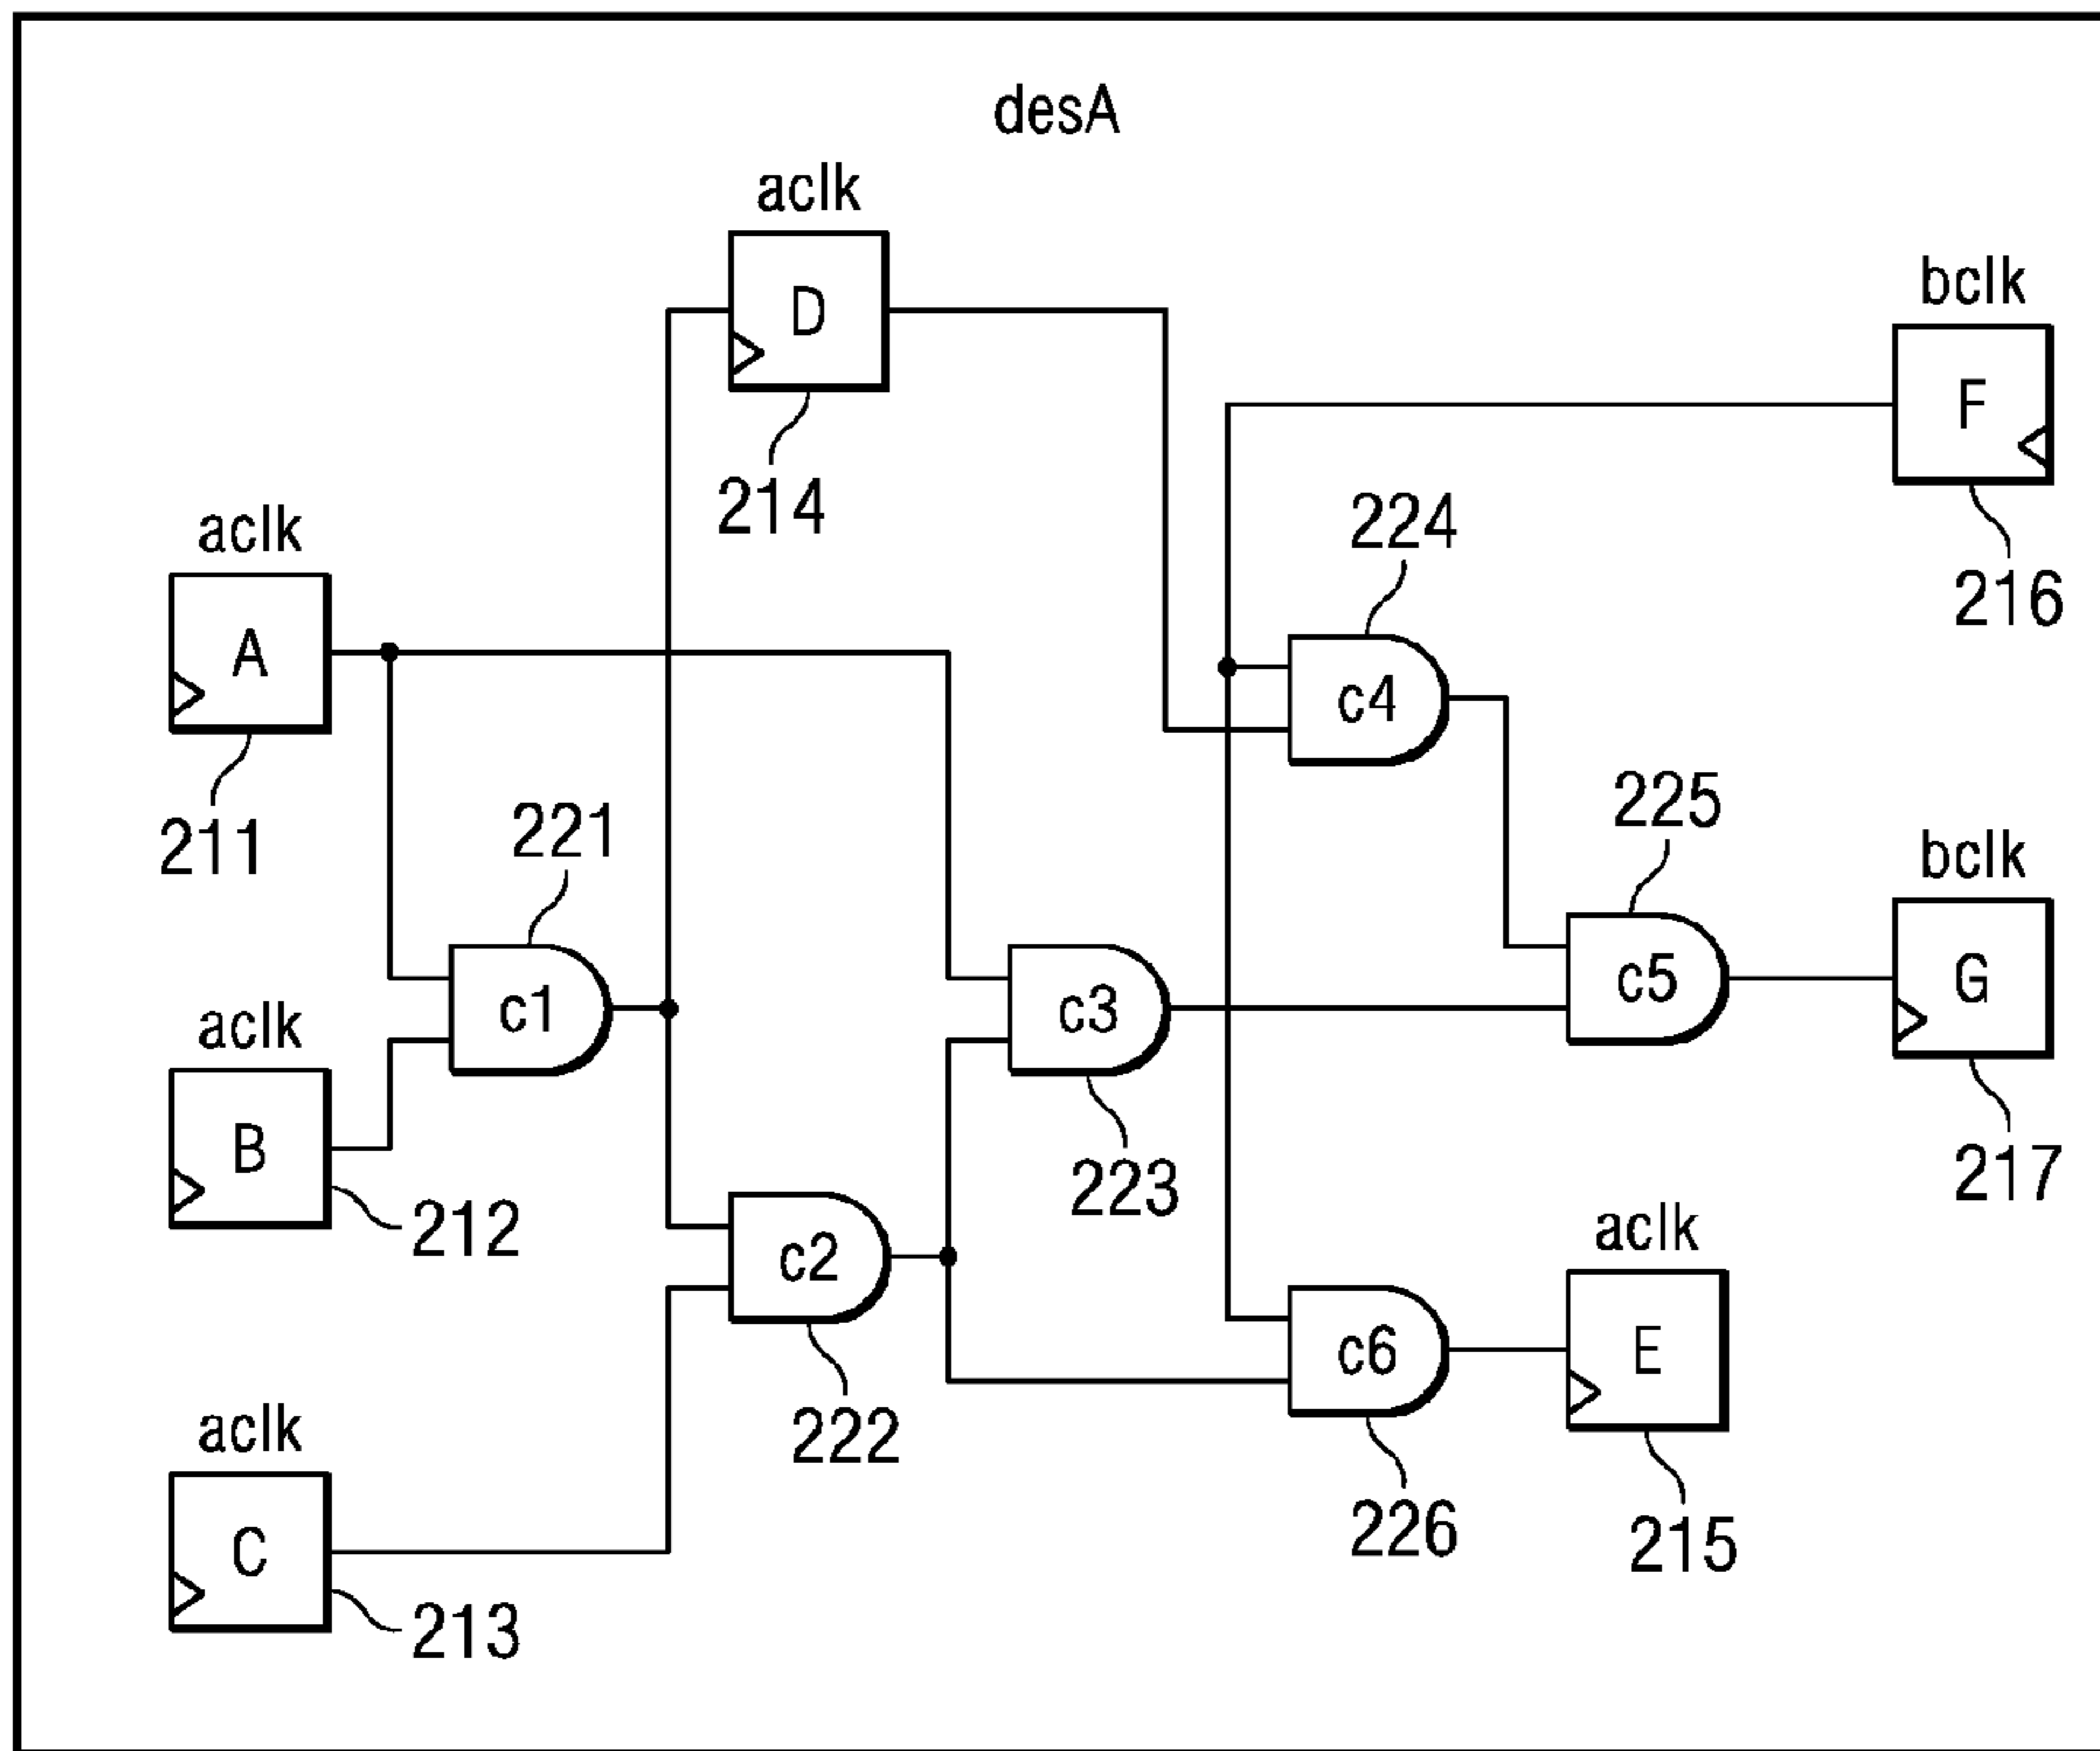 desA
aclk
D
214
bclk
F
216
aclk
A
211
224
c4
221
c1
225
c5
bclk
G
217
aclk
B
212
c3
223
c2
222
aclk
E
215
c6
226
aclk
C
213